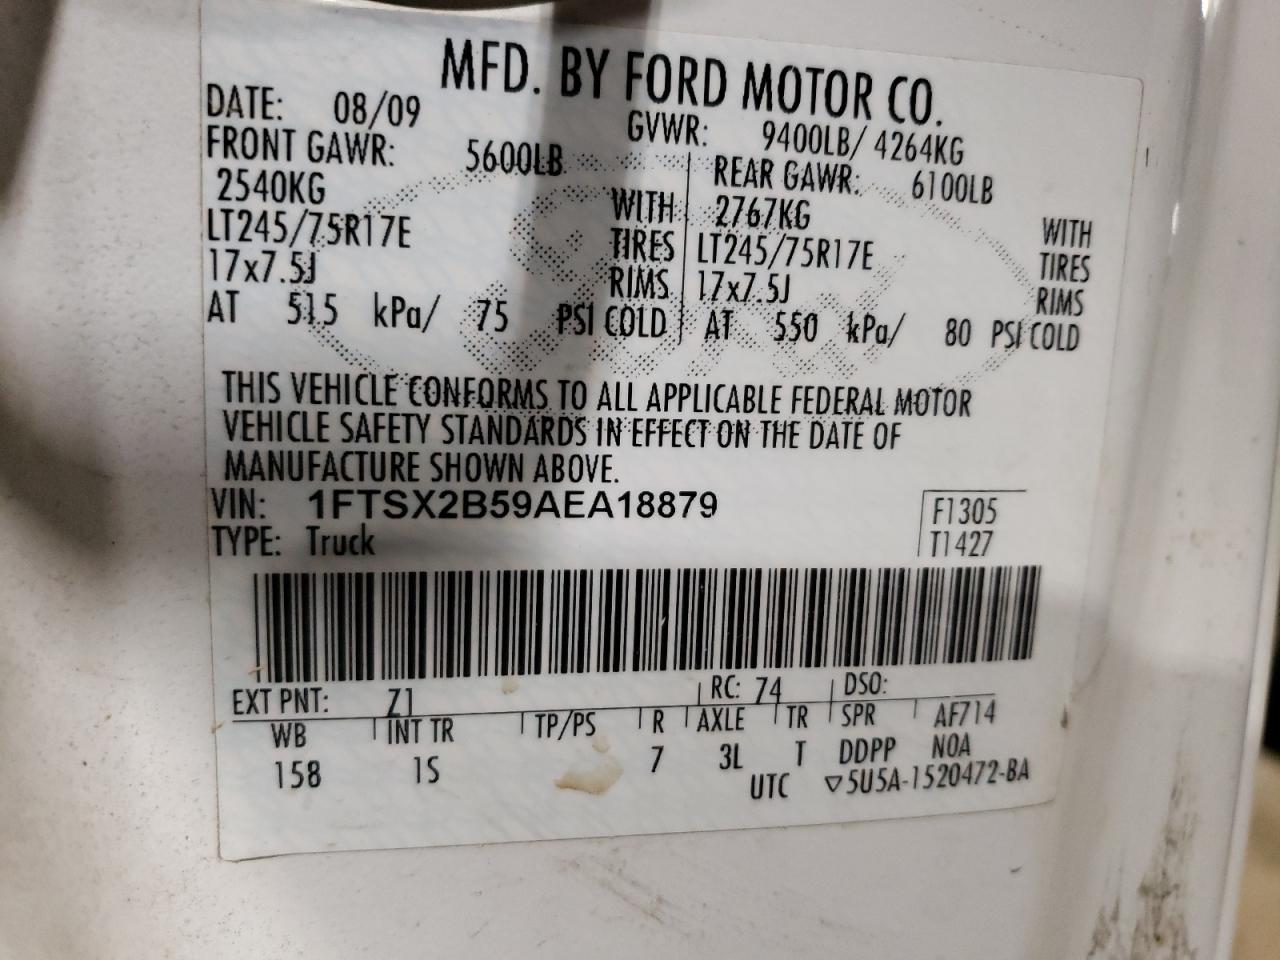 MFD. BY FORD MOTOR CO.
DATE: 08/09 GVWR: 9400LB/ 4264KG
FRONT GAWR: 5600LB REAR GAWR: 6100LB
2540KG WITH 2767KG WITH
LT245/75R17E TIRES LT245/75R17E TIRES
17x7.5J RIMS 17x7.5J RIMS
AT 515 kPa/ 75 PSI COLD AT 550 kPa/ 80 PSI COLD
THIS VEHICLE CONFORMS TO ALL APPLICABLE FEDERAL MOTOR
VEHICLE SAFETY STANDARDS IN EFFECT ON THE DATE OF
MANUFACTURE SHOWN ABOVE.
VIN: 1FTSX2B59AEA18879 F1305
TYPE: Truck T1427
EXT PNT: Z1 RC: 74 DSO:
WB INT TR TP/PS R AXLE TR SPR AF714
158 1S 7 3L T DDPP N0A
UTC ▽5U5A-1520472-BA